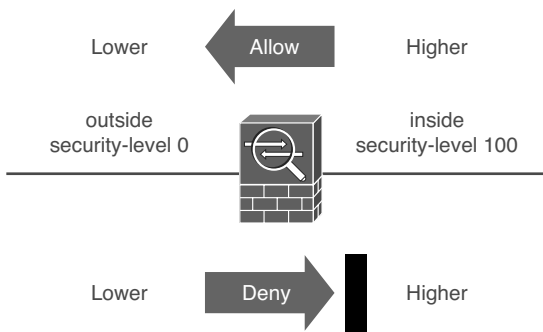 Lower Allow Higher
outside
security-level 0
inside
security-level 100
Lower Deny Higher